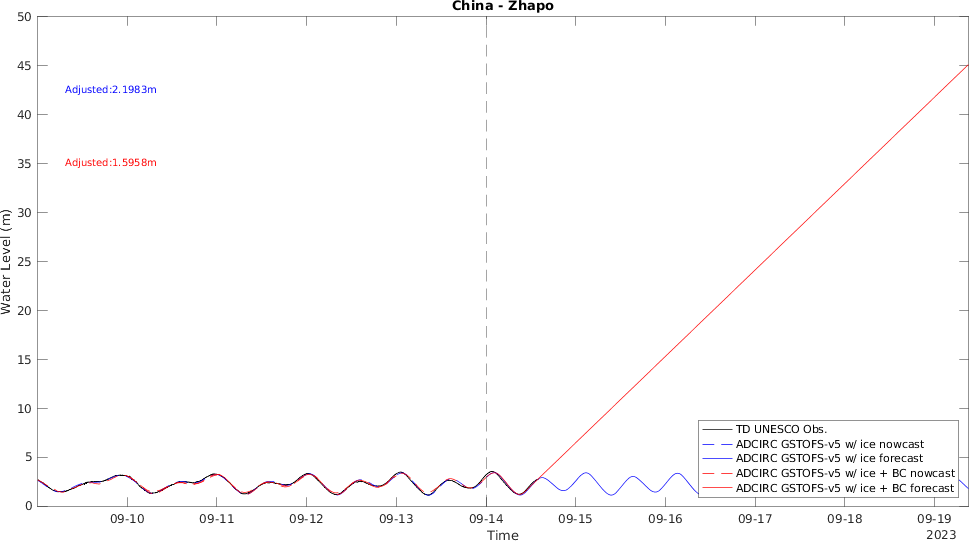 China - Zhapo
50
45
40
35
30
25
20
15
10
5
0
Water Level (m)
Adjusted:2.1983m
Adjusted:1.5958m
TD UNESCO Obs.
ADCIRC GSTOFS-v5 w/ ice nowcast
ADCIRC GSTOFS-v5 w/ ice forecast
ADCIRC GSTOFS-v5 w/ ice + BC nowcast
ADCIRC GSTOFS-v5 w/ ice + BC forecast
09-10 09-11 09-12 09-13 09-14 09-15 09-16 09-17 09-18 09-19
Time
2023